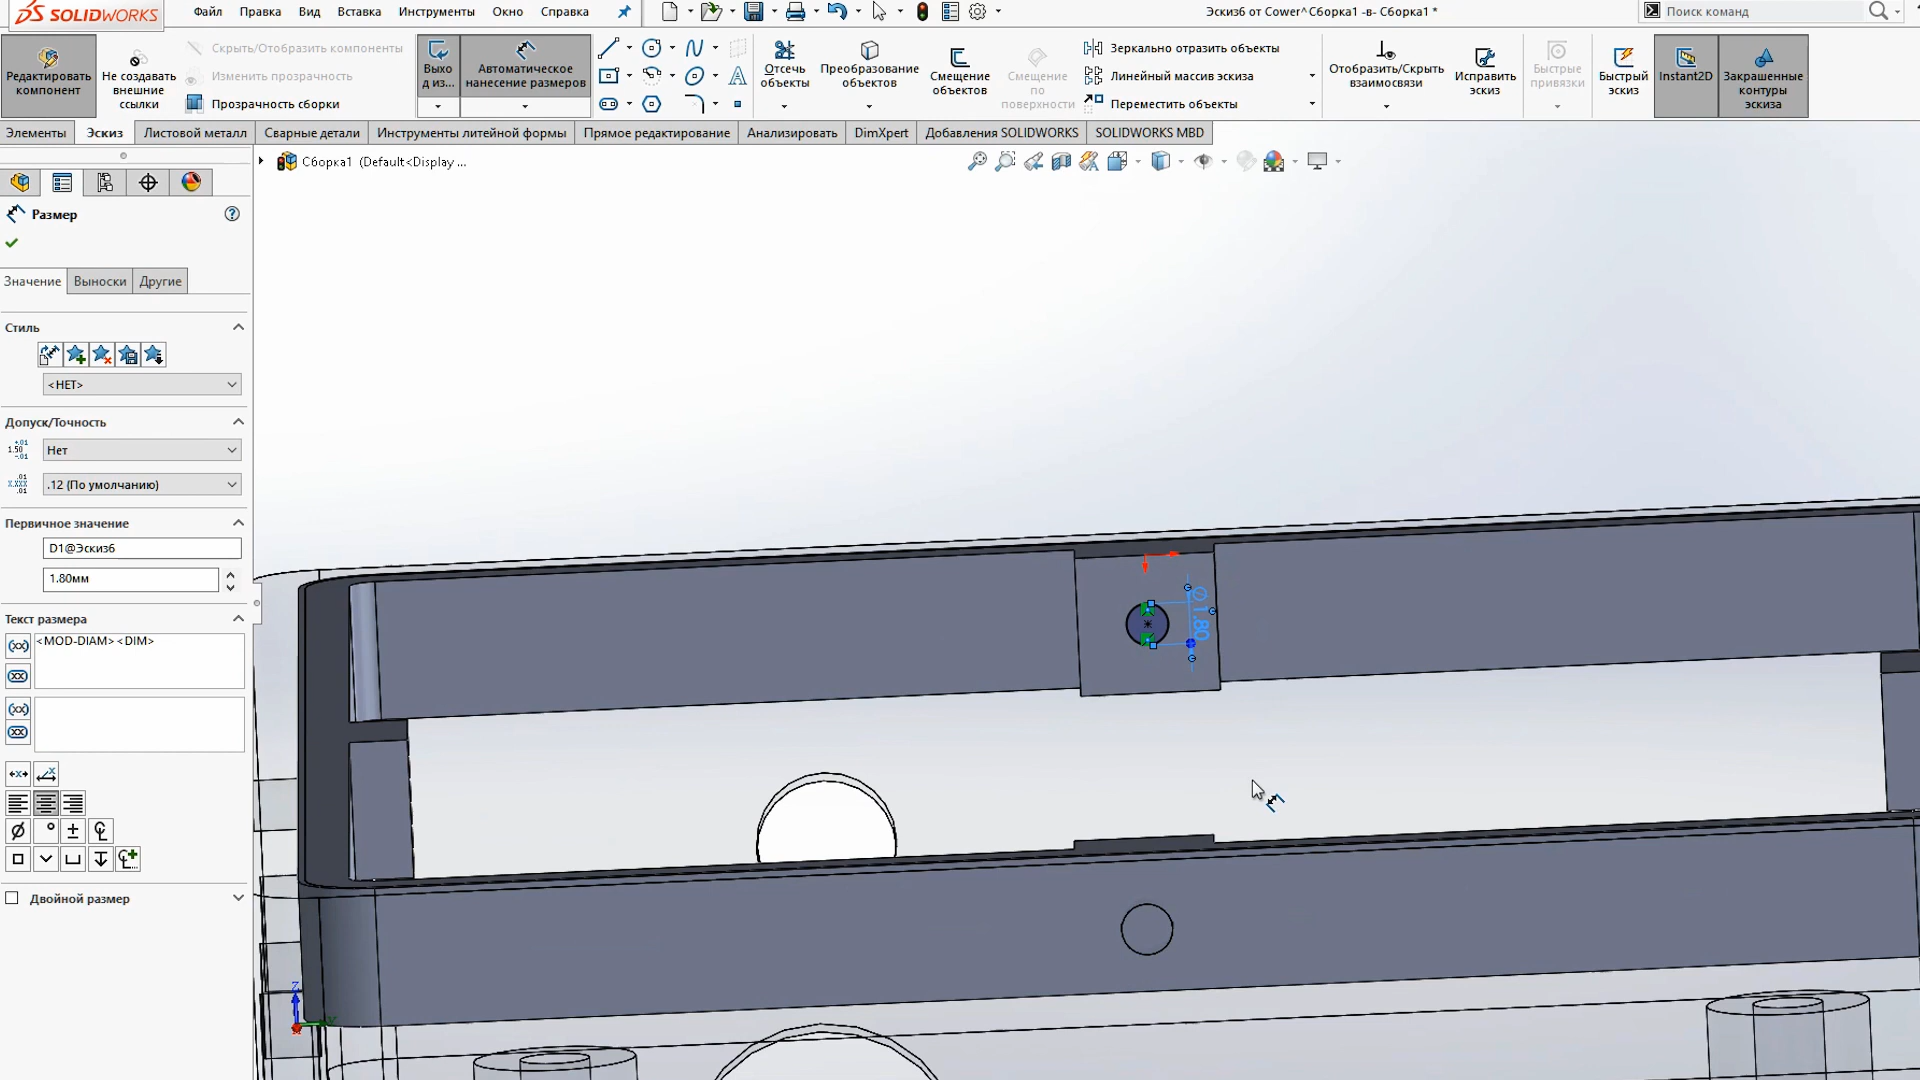 SOLIDWORKS
Файл Правка Вид Вставка Инструменты Окно Справка
Эскиз6 от Cower^Сборка1 -в- Сборка1 *
Поиск команд
Редактировать компонент
Не создавать внешние ссылки
Скрыть/Отобразить компоненты
Изменить прозрачность
Прозрачность сборки
Выхо д из...
Автоматическое нанесение размеров
Отсечь объекты
Преобразование объектов
Смещение объектов
Смещение по поверхности
Зеркально отразить объекты
Линейный массив эскиза
Переместить объекты
Отобразить/Скрыть взаимосвязи
Исправить эскиз
Быстрые привязки
Быстрый эскиз
Instant2D
Закрашенные контуры эскиза
Элементы Эскиз Листовой металл Сварные детали Инструменты литейной формы Прямое редактирование Анализировать DimXpert Добавления SOLIDWORKS SOLIDWORKS MBD
Сборка1 (Default<Display ...
Размер
Значение Выноски Другие
Стиль
<НЕТ>
Допуск/Точность
Нет
.12 (По умолчанию)
Первичное значение
D1@Эскиз6
1.80мм
Текст размера
<MOD-DIAM><DIM>
Двойной размер
∅1.80
Z
Y